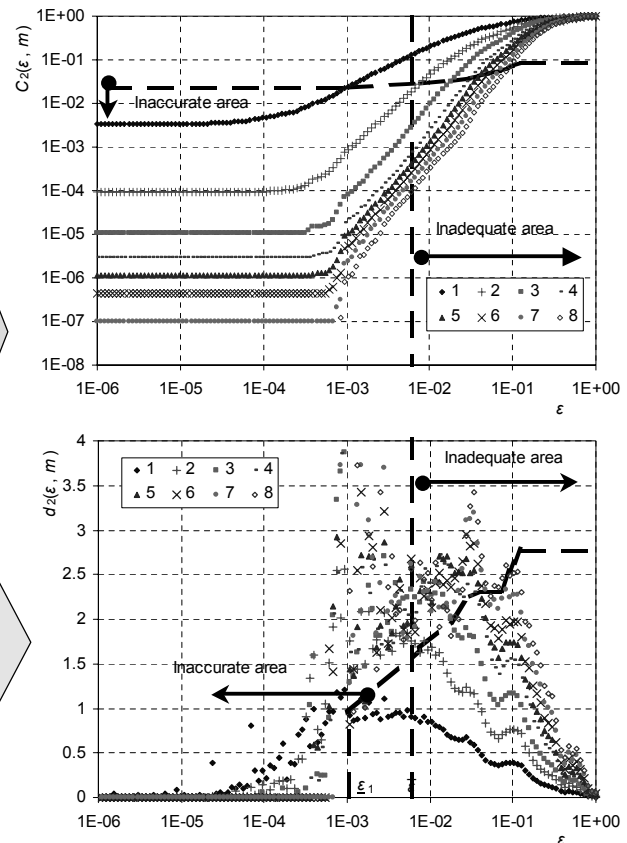 C₂(ε, m)
1E+00
1E-01
1E-02
1E-03
1E-04
1E-05
1E-06
1E-07
1E-08
Inaccurate area
Inadequate area
1 2 3 4
5 6 7 8
1E-06 1E-05 1E-04 1E-03 1E-02 1E-01 1E+00
ε
d₂(ε, m)
4
3.5
3
2.5
2
1.5
1
0.5
0
1 2 3 4
5 6 7 8
Inadequate area
Inaccurate area
ε₁
1E-06 1E-05 1E-04 1E-03 1E-02 1E-01 1E+00
ε